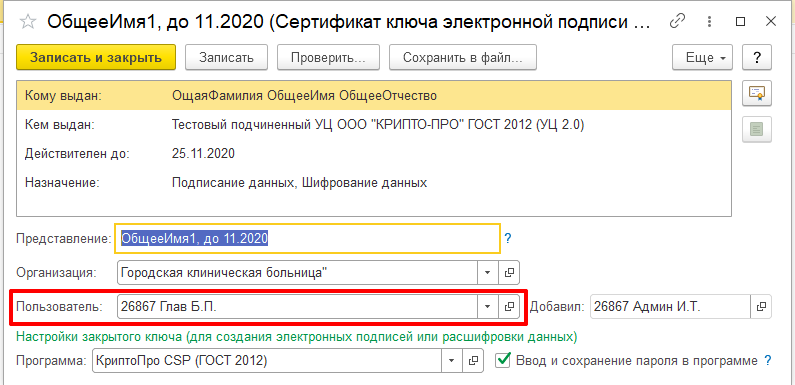 ОбщееИмя1, до 11.2020 (Сертификат ключа электронной подписи ...
Записать и закрыть Записать Проверить... Сохранить в файл... Еще ?
Кому выдан: ОщаяФамилия ОбщееИмя ОбщееОтчество
Кем выдан: Тестовый подчиненный УЦ ООО "КРИПТО-ПРО" ГОСТ 2012 (УЦ 2.0)
Действителен до: 25.11.2020
Назначение: Подписание данных, Шифрование данных
Представление: ОбщееИмя1, до 11.2020 ?
Организация: Городская клиническая больница"
Пользователь: 26867 Глав Б.П. Добавил: 26867 Админ И.Т.
Настройки закрытого ключа (для создания электронных подписей или расшифровки данных)
Программа: КриптоПро CSP (ГОСТ 2012) Ввод и сохранение пароля в программе ?